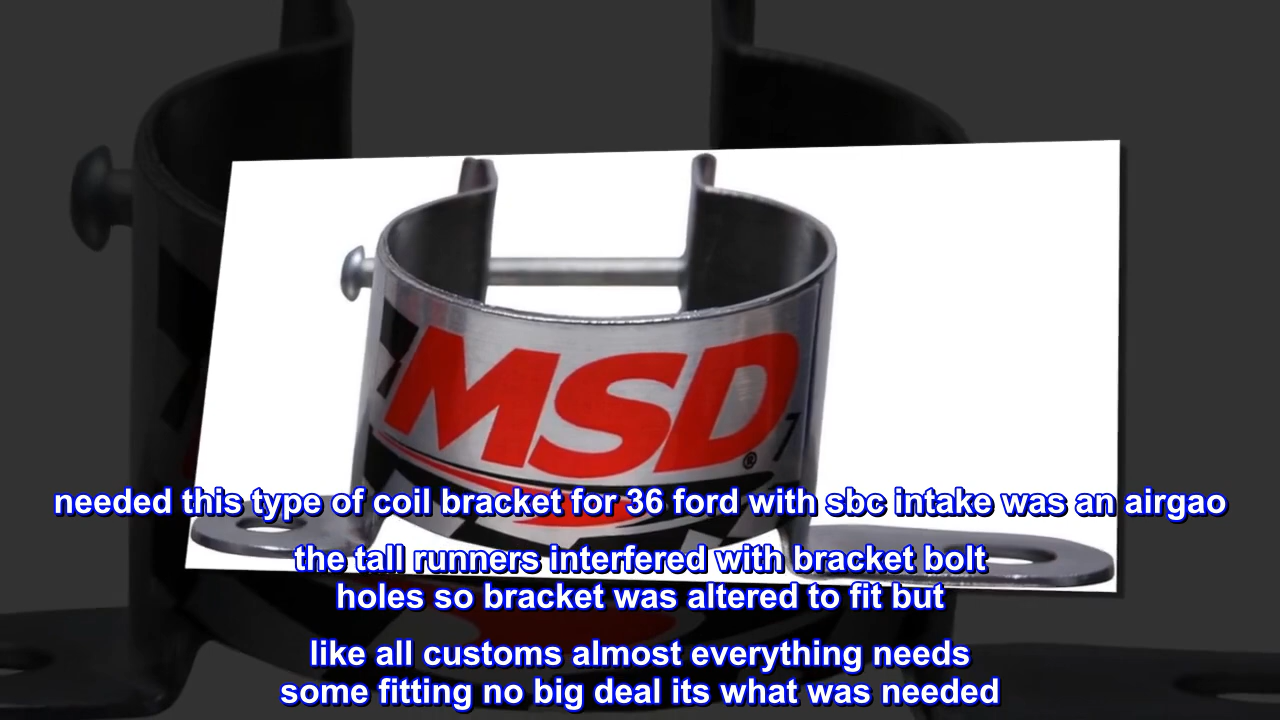 MSD
®
needed this type of coil bracket for 36 ford with sbc intake was an airgao
the tall runners interfered with bracket bolt
holes so bracket was altered to fit but
like all customs almost everything needs
some fitting no big deal its what was needed